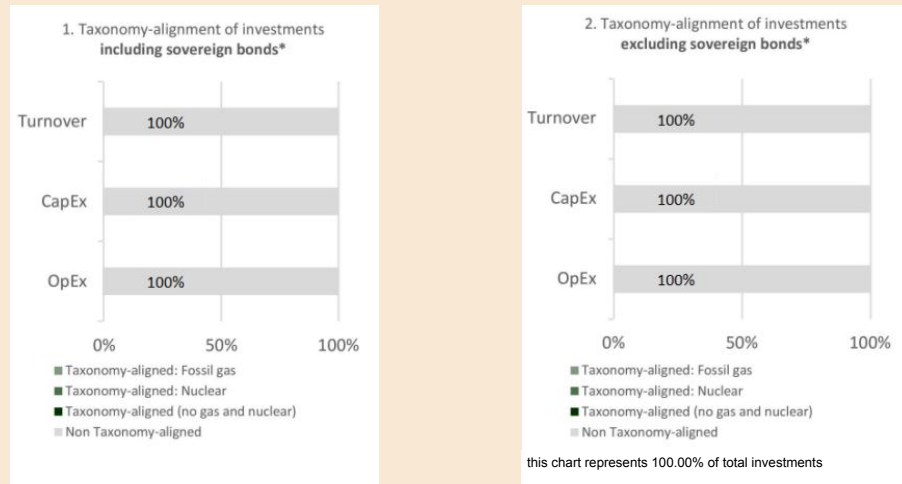 1. Taxonomy-alignment of investments
including sovereign bonds*
Turnover 100%
CapEx 100%
OpEx 100%
0% 50% 100%
Taxonomy-aligned: Fossil gas
Taxonomy-aligned: Nuclear
Taxonomy-aligned (no gas and nuclear)
Non Taxonomy-aligned
2. Taxonomy-alignment of investments
excluding sovereign bonds*
Turnover 100%
CapEx 100%
OpEx 100%
0% 50% 100%
Taxonomy-aligned: Fossil gas
Taxonomy-aligned: Nuclear
Taxonomy-aligned (no gas and nuclear)
Non Taxonomy-aligned
this chart represents 100.00% of total investments